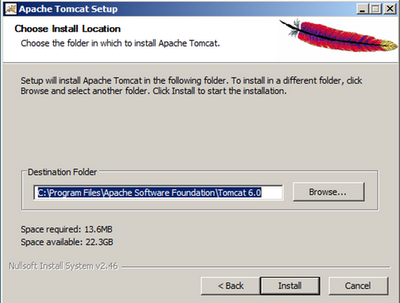 Apache Tomcat Setup
Choose Install Location
Choose the folder in which to install Apache Tomcat.
Setup will install Apache Tomcat in the following folder. To install in a different folder, click
Browse and select another folder. Click Install to start the installation.
Destination Folder
C:\Program Files\Apache Software Foundation\Tomcat 6.0
Browse...
Space required: 13.6MB
Space available: 22.3GB
Nullsoft Install System v2.46
< Back
Install
Cancel